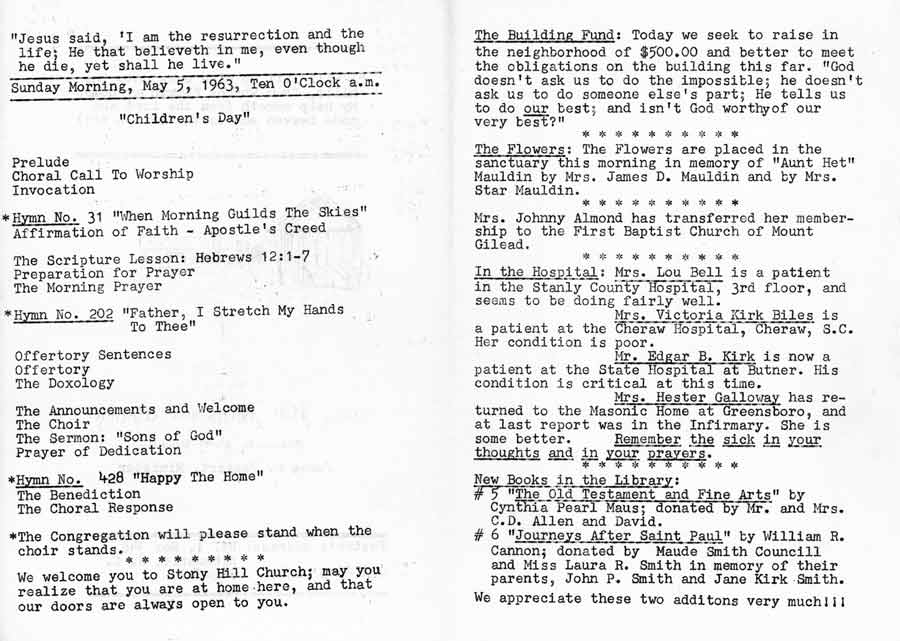 "Jesus said, 'I am the resurrection and the
life; He that believeth in me, even though
he die, yet shall he live."
Sunday Morning, May 5, 1963, Ten O'Clock a.m.
"Children's Day"
Prelude
Choral Call To Worship
Invocation
*Hymn No. 31 "When Morning Guilds The Skies"
Affirmation of Faith - Apostle's Creed
The Scripture Lesson: Hebrews 12:1-7
Preparation for Prayer
The Morning Prayer
*Hymn No. 202 "Father, I Stretch My Hands
To Thee"
Offertory Sentences
Offertory
The Doxology
The Announcements and Welcome
The Choir
The Sermon: "Sons of God"
Prayer of Dedication
*Hymn No. 428 "Happy The Home"
The Benediction
The Choral Response
*The Congregation will please stand when the
choir stands.
* * * * * * * * *
We welcome you to Stony Hill Church; may you
realize that you are at home here, and that
our doors are always open to you.
The Building Fund: Today we seek to raise in
the neighborhood of $500.00 and better to meet
the obligations on the building this far. "God
doesn't ask us to do the impossible; he doesn't
ask us to do someone else's part; He tells us
to do our best; and isn't God worthy of our
very best?"
* * * * * * * * * *
The Flowers: The Flowers are placed in the
sanctuary this morning in memory of "Aunt Het"
Mauldin by Mrs. James D. Mauldin and by Mrs.
Star Mauldin.
* * * * * * * * * *
Mrs. Johnny Almond has transferred her member-
ship to the First Baptist Church of Mount
Gilead.
* * * * * * * * * *
In the Hospital: Mrs. Lou Bell is a patient
in the Stanly County Hospital, 3rd floor, and
seems to be doing fairly well.
Mrs. Victoria Kirk Biles is
a patient at the Cheraw Hospital, Cheraw, S.C.
Her condition is poor.
Mr. Edgar B. Kirk is now a
patient at the State Hospital at Butner. His
condition is critical at this time.
Mrs. Hester Galloway has re-
turned to the Masonic Home at Greensboro, and
at last report was in the Infirmary. She is
some better. Remember the sick in your
thoughts and in your prayers.
* * * * * * * * * *
New Books in the Library:
# 5 "The Old Testament and Fine Arts" by
Cynthia Pearl Maus; donated by Mr. and Mrs.
C.D. Allen and David.
# 6 "Journeys After Saint Paul" by William R.
Cannon; donated by Maude Smith Councill
and Miss Laura R. Smith in memory of their
parents, John P. Smith and Jane Kirk Smith.
We appreciate these two additons very much!!!